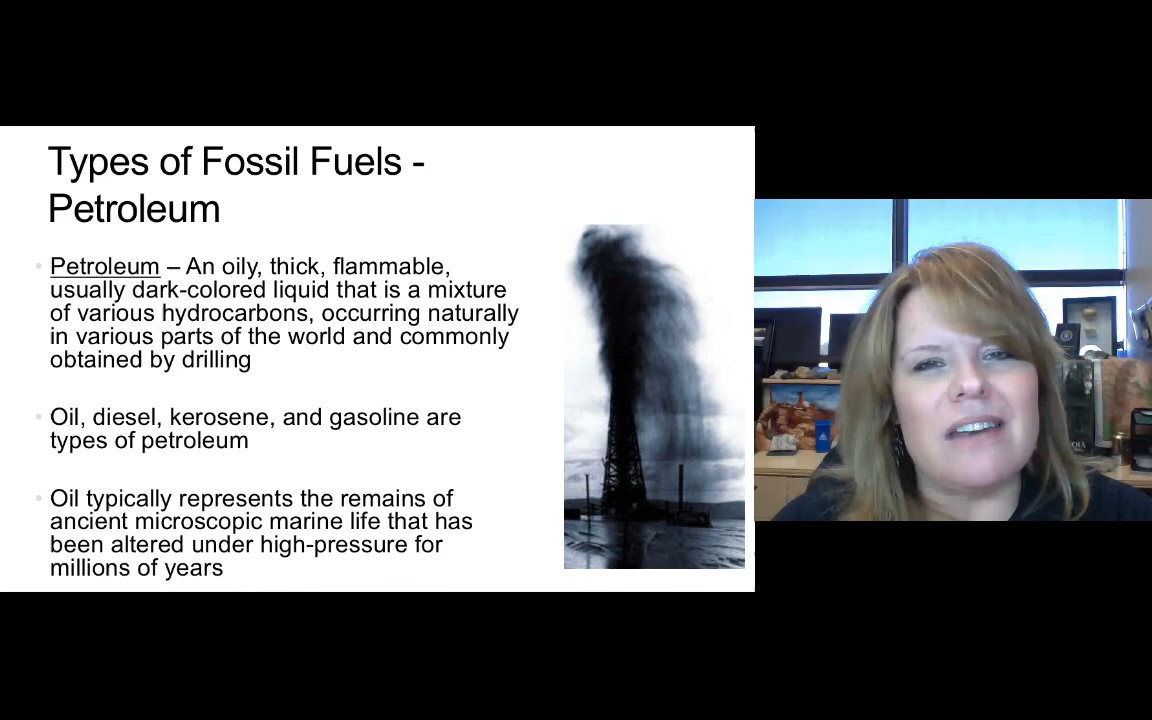 Types of Fossil Fuels -
Petroleum
• Petroleum – An oily, thick, flammable,
usually dark-colored liquid that is a mixture
of various hydrocarbons, occurring naturally
in various parts of the world and commonly
obtained by drilling
• Oil, diesel, kerosene, and gasoline are
types of petroleum
• Oil typically represents the remains of
ancient microscopic marine life that has
been altered under high-pressure for
millions of years